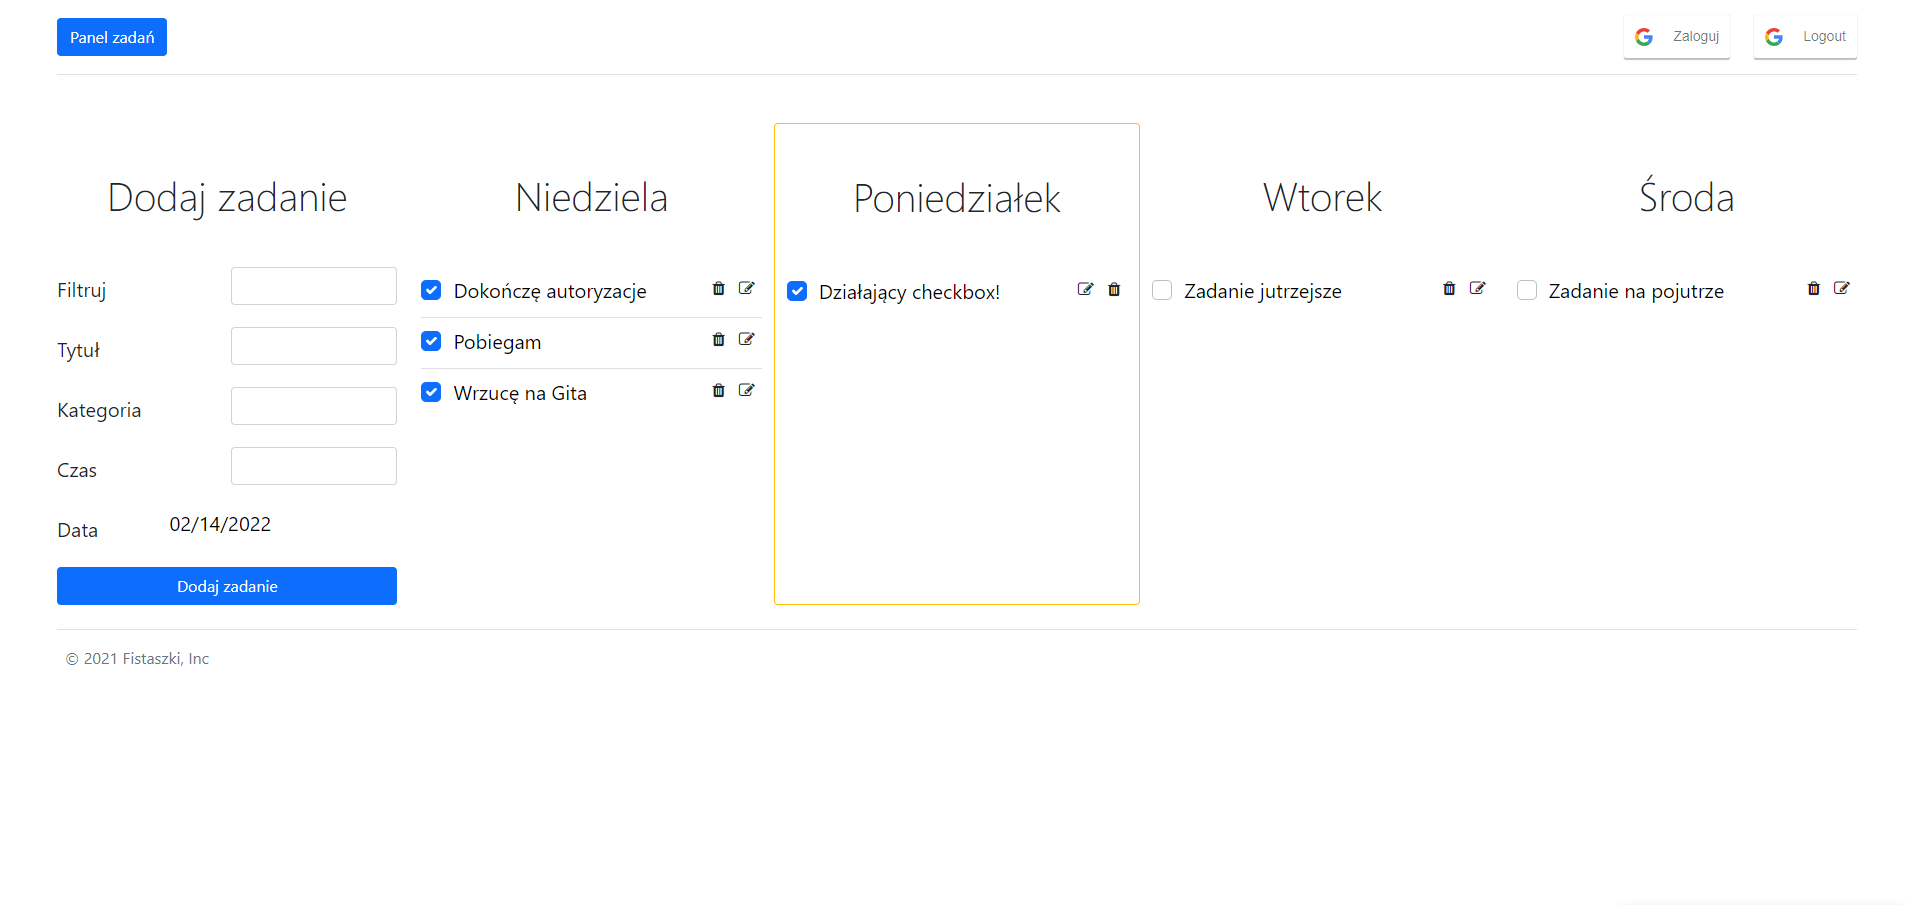 Panel zadań
Zaloguj
Logout
Dodaj zadanie
Filtruj
Tytuł
Kategoria
Czas
Data
02/14/2022
Dodaj zadanie
Niedziela
Dokończę autoryzacje
Pobiegam
Wrzucę na Gita
Poniedziałek
Działający checkbox!
Wtorek
Zadanie jutrzejsze
Środa
Zadanie na pojutrze
© 2021 Fistaszki, Inc